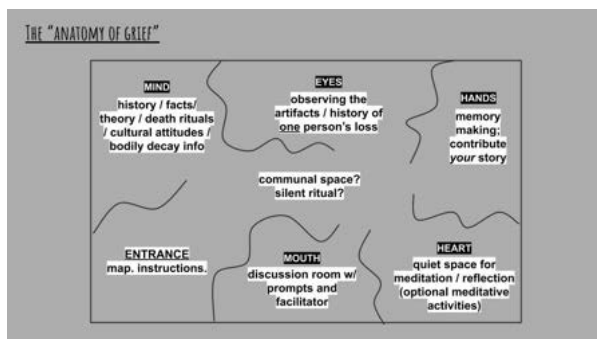 THE “ANATOMY OF GRIEF”
MIND
history / facts/
theory / death rituals
/ cultural attitudes /
bodily decay info
EYES
observing the
artifacts / history of
one person's loss
HANDS
memory
making;
contribute
your story
communal space?
silent ritual?
ENTRANCE
map. instructions.
MOUTH
discussion room w/
prompts and
facilitator
HEART
quiet space for
meditation / reflection
(optional meditative
activities)